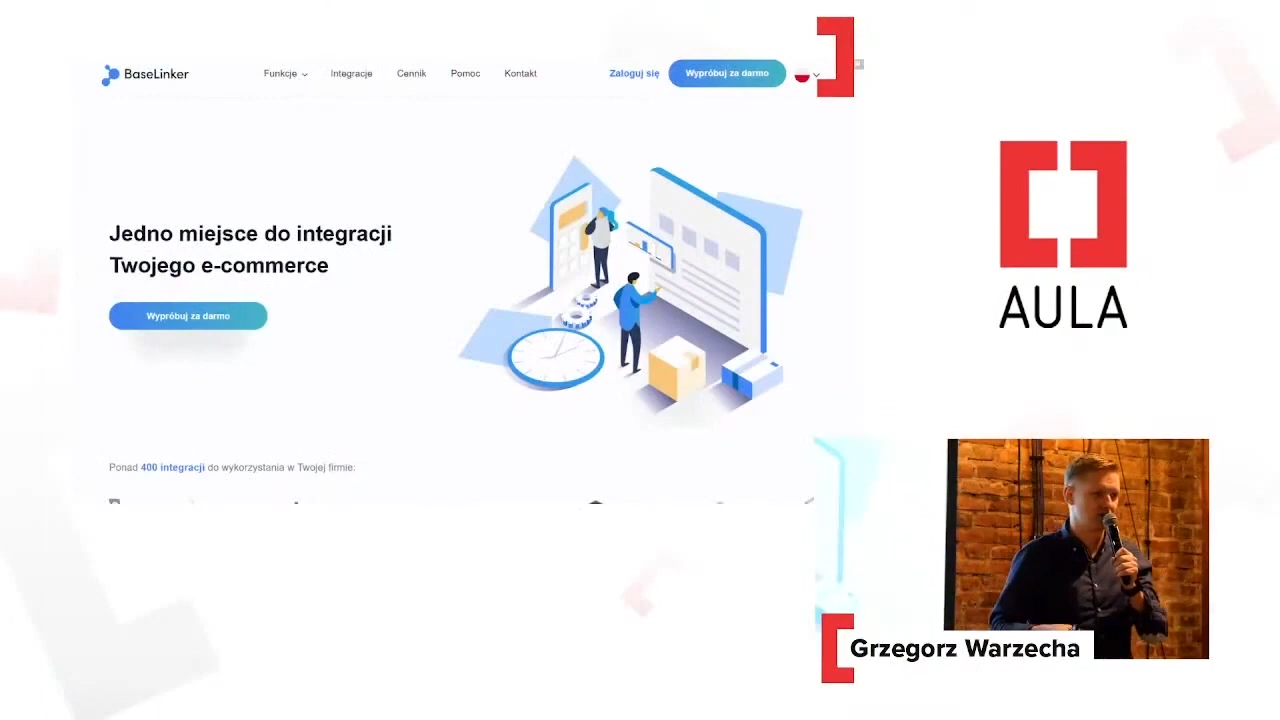 BaseLinker
Funkcje
Integracje
Cennik
Pomoc
Kontakt
Zaloguj się
Wypróbuj za darmo
Jedno miejsce do integracji
Twojego e-commerce
Wypróbuj za darmo
Ponad 400 integracji do wykorzystania w Twojej firmie:
AULA
Grzegorz Warzecha